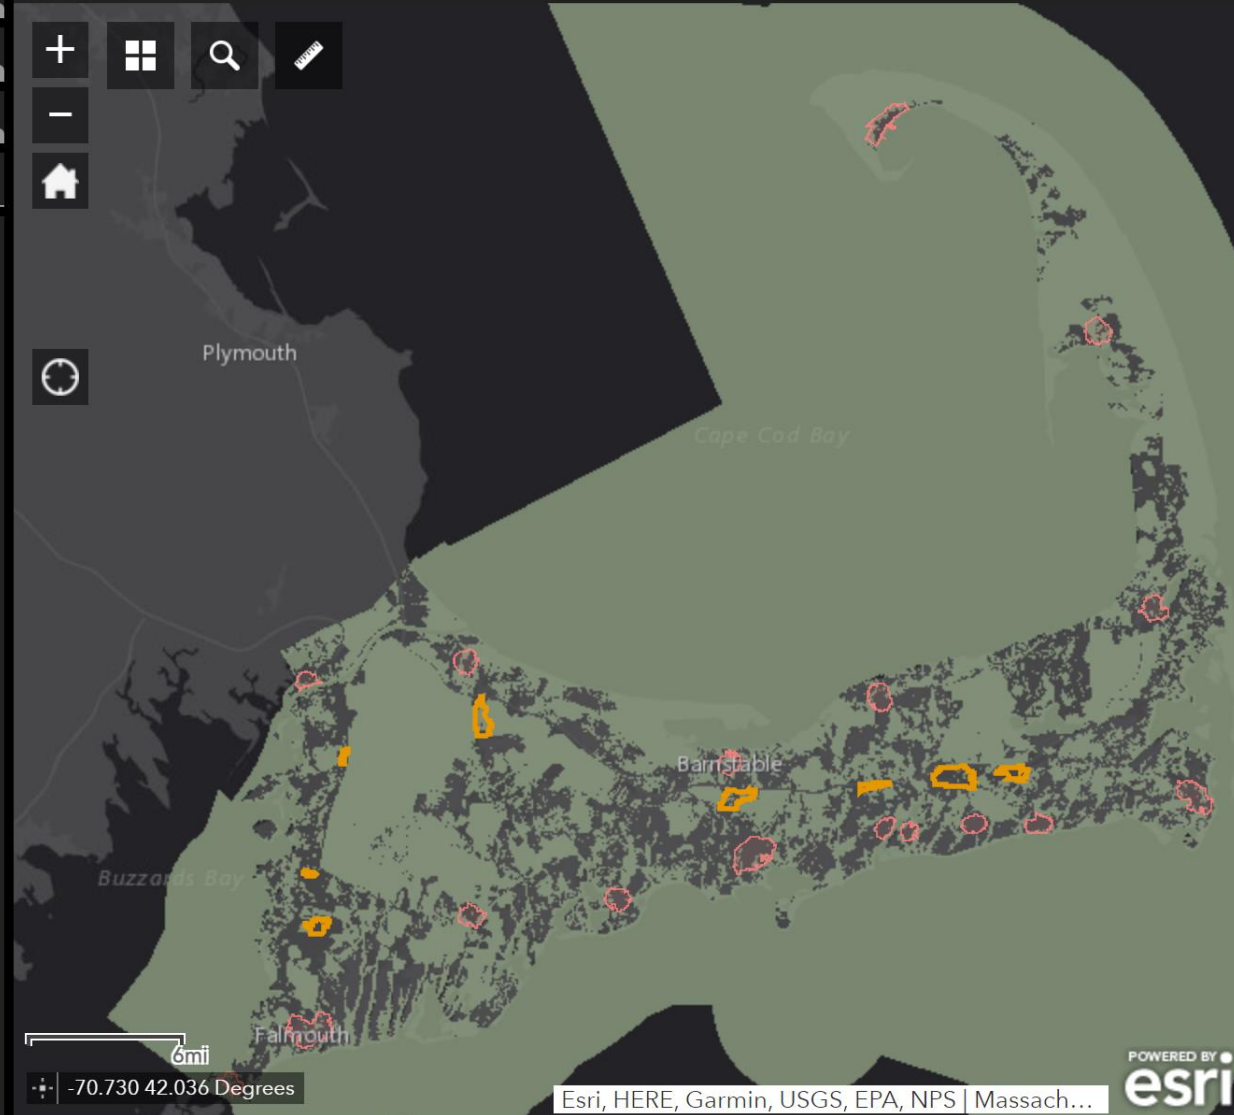 Plymouth
Cape Cod Bay
Barnstable
Buzzards Bay
Falmouth
6mi
-70.730 42.036 Degrees
Esri, HERE, Garmin, USGS, EPA, NPS | Massach...
POWERED BY
esri